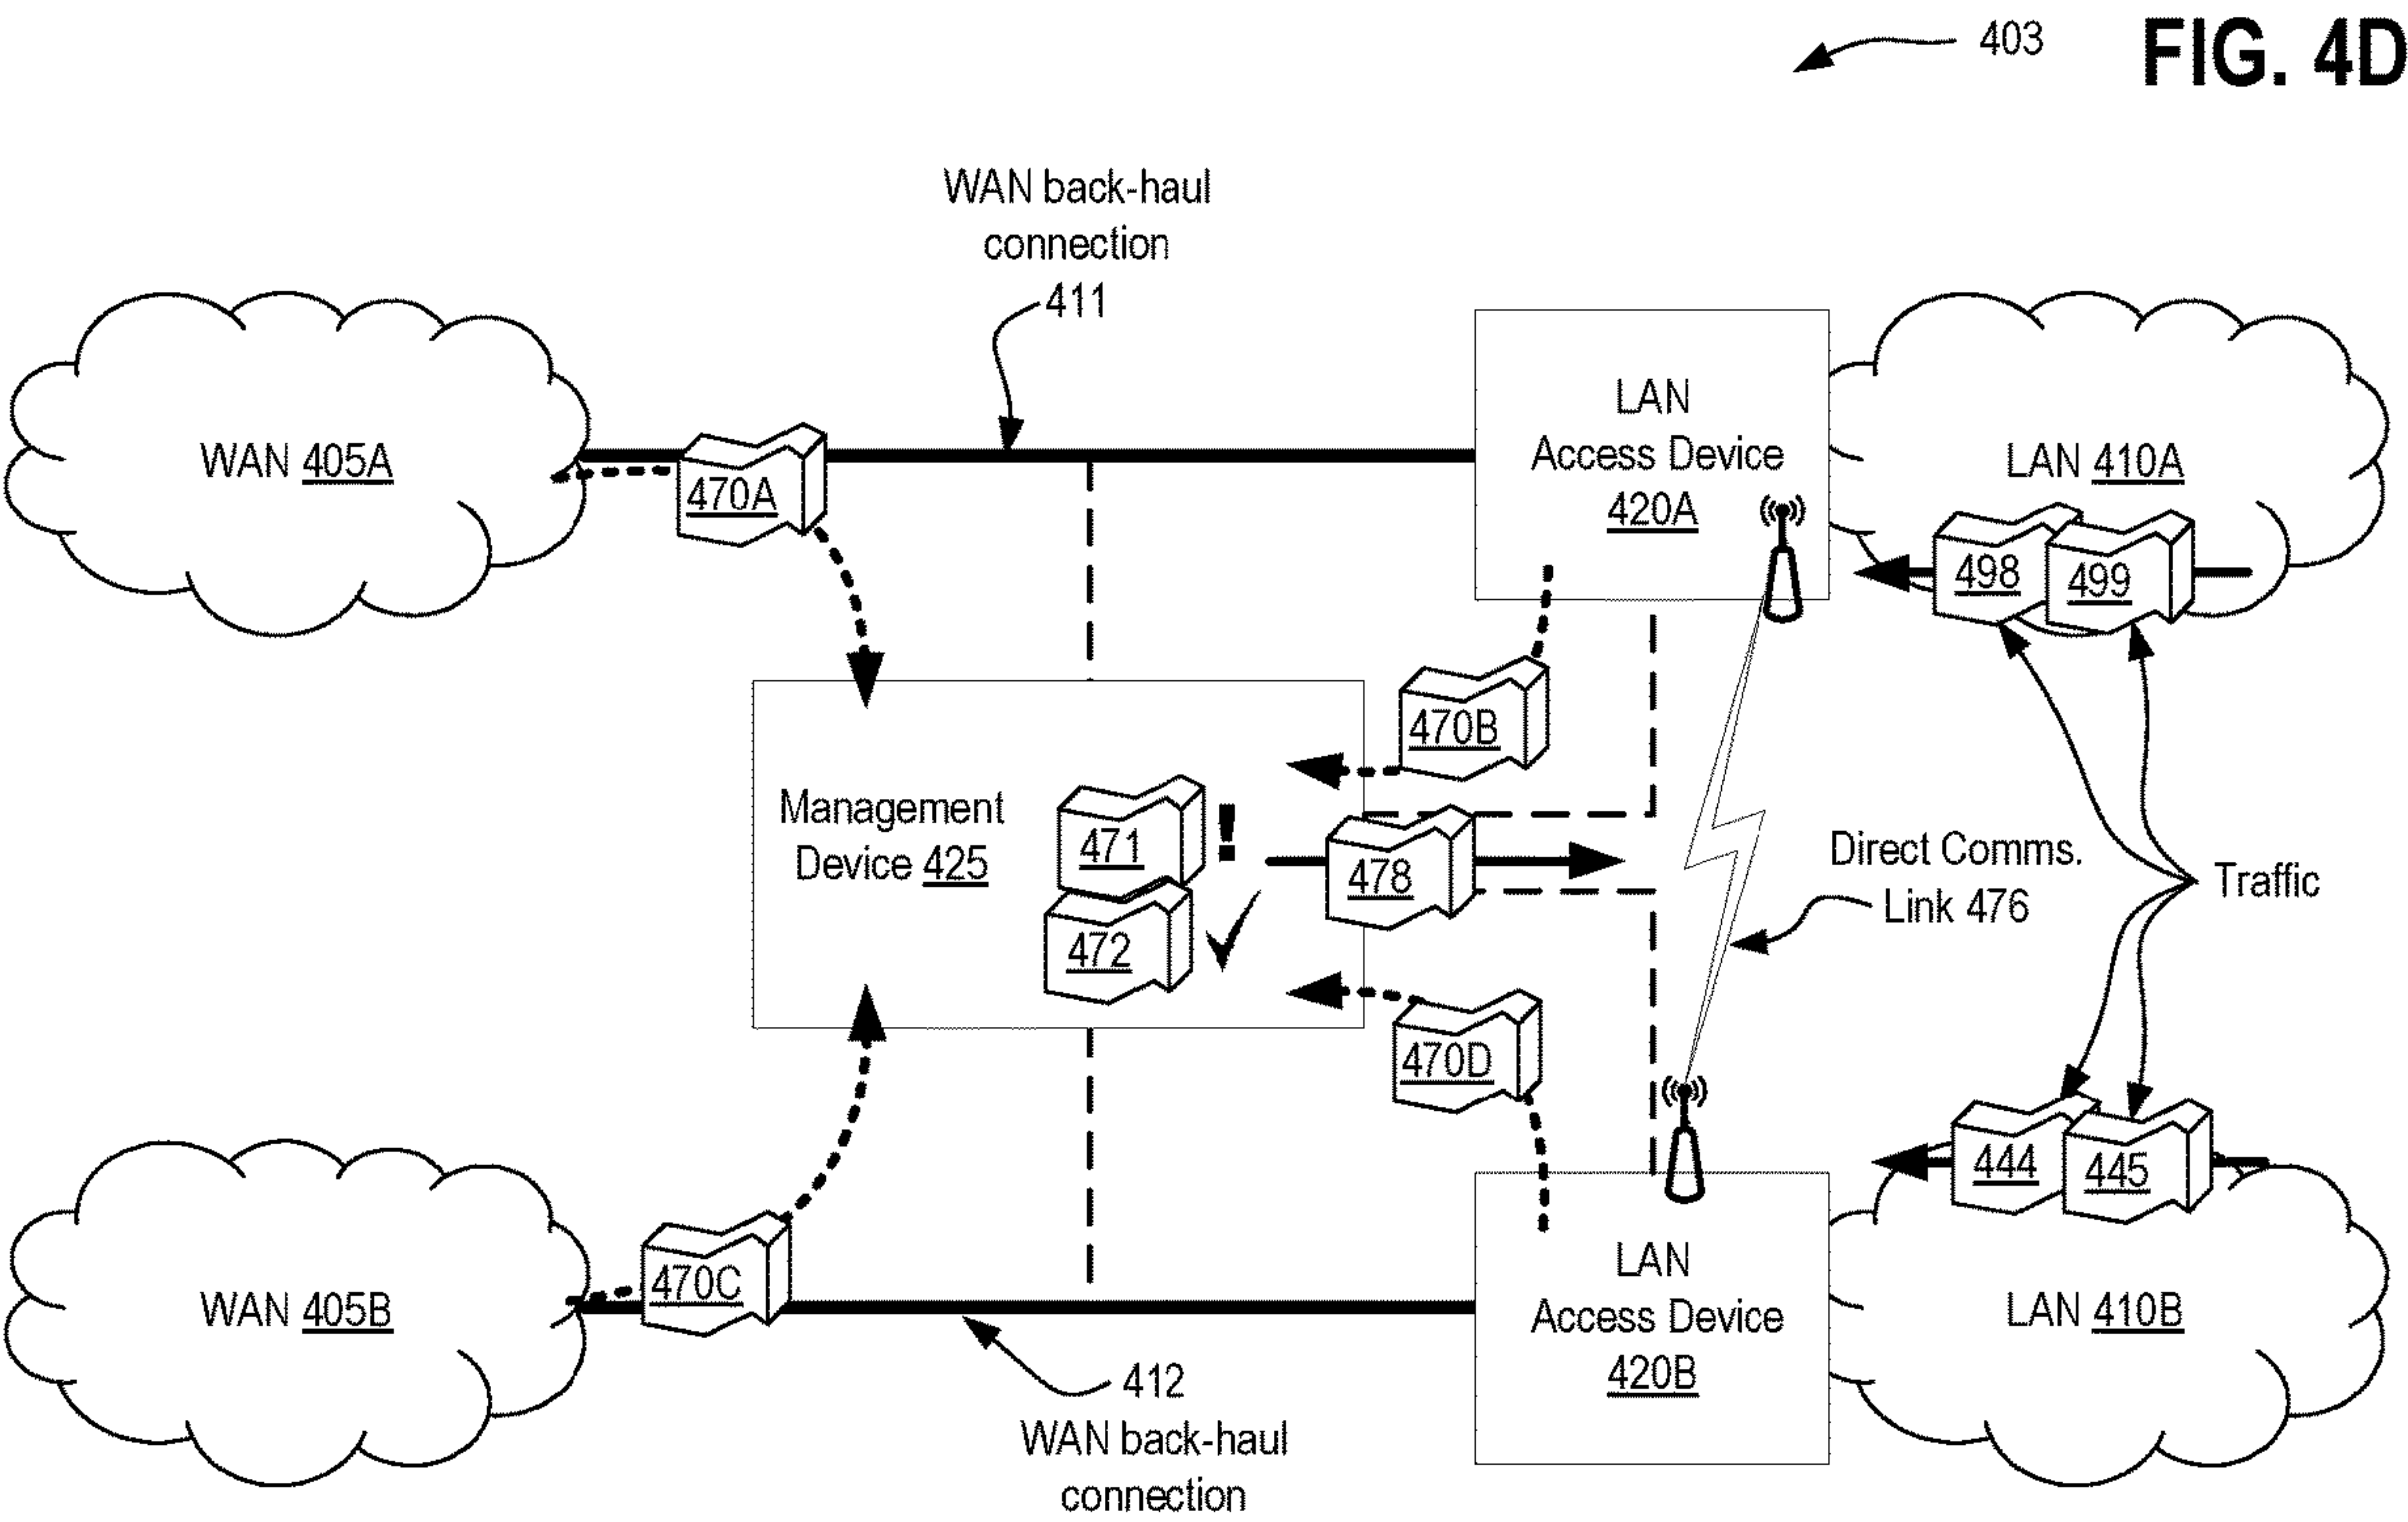 403
FIG. 4D
WAN back-haul
connection
411
WAN 405A
470A
LAN
Access Device
420A
LAN 410A
498
499
470B
Management
Device 425
471
!
472
478
Direct Comms.
Link 476
Traffic
470D
444
445
WAN 405B
470C
412
WAN back-haul
connection
LAN
Access Device
420B
LAN 410B